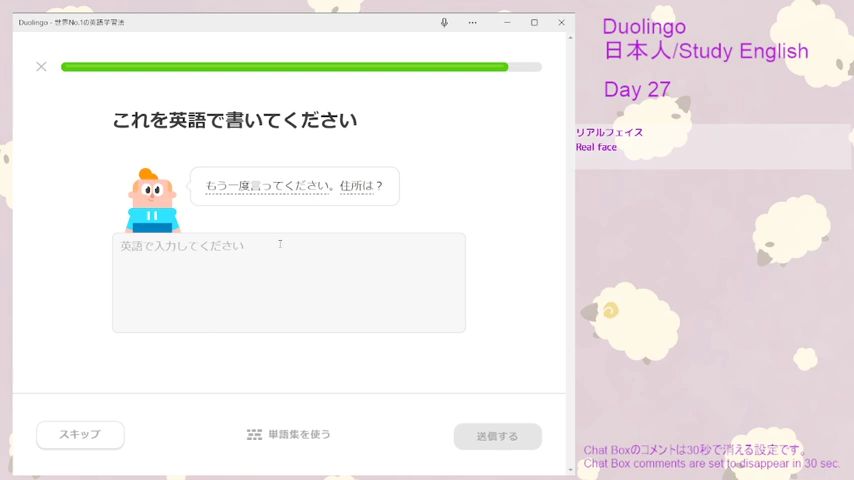 Duolingo - 世界No.1の英語学習法
これを英語で書いてください
もう一度言ってください。住所は？
英語で入力してください
スキップ
単語集を使う
送信する
Duolingo
日本人/Study English
Day 27
リアルフェイス
Real face
Chat Boxのコメントは30秒で消える設定です。
Chat Box comments are set to disappear in 30 sec.